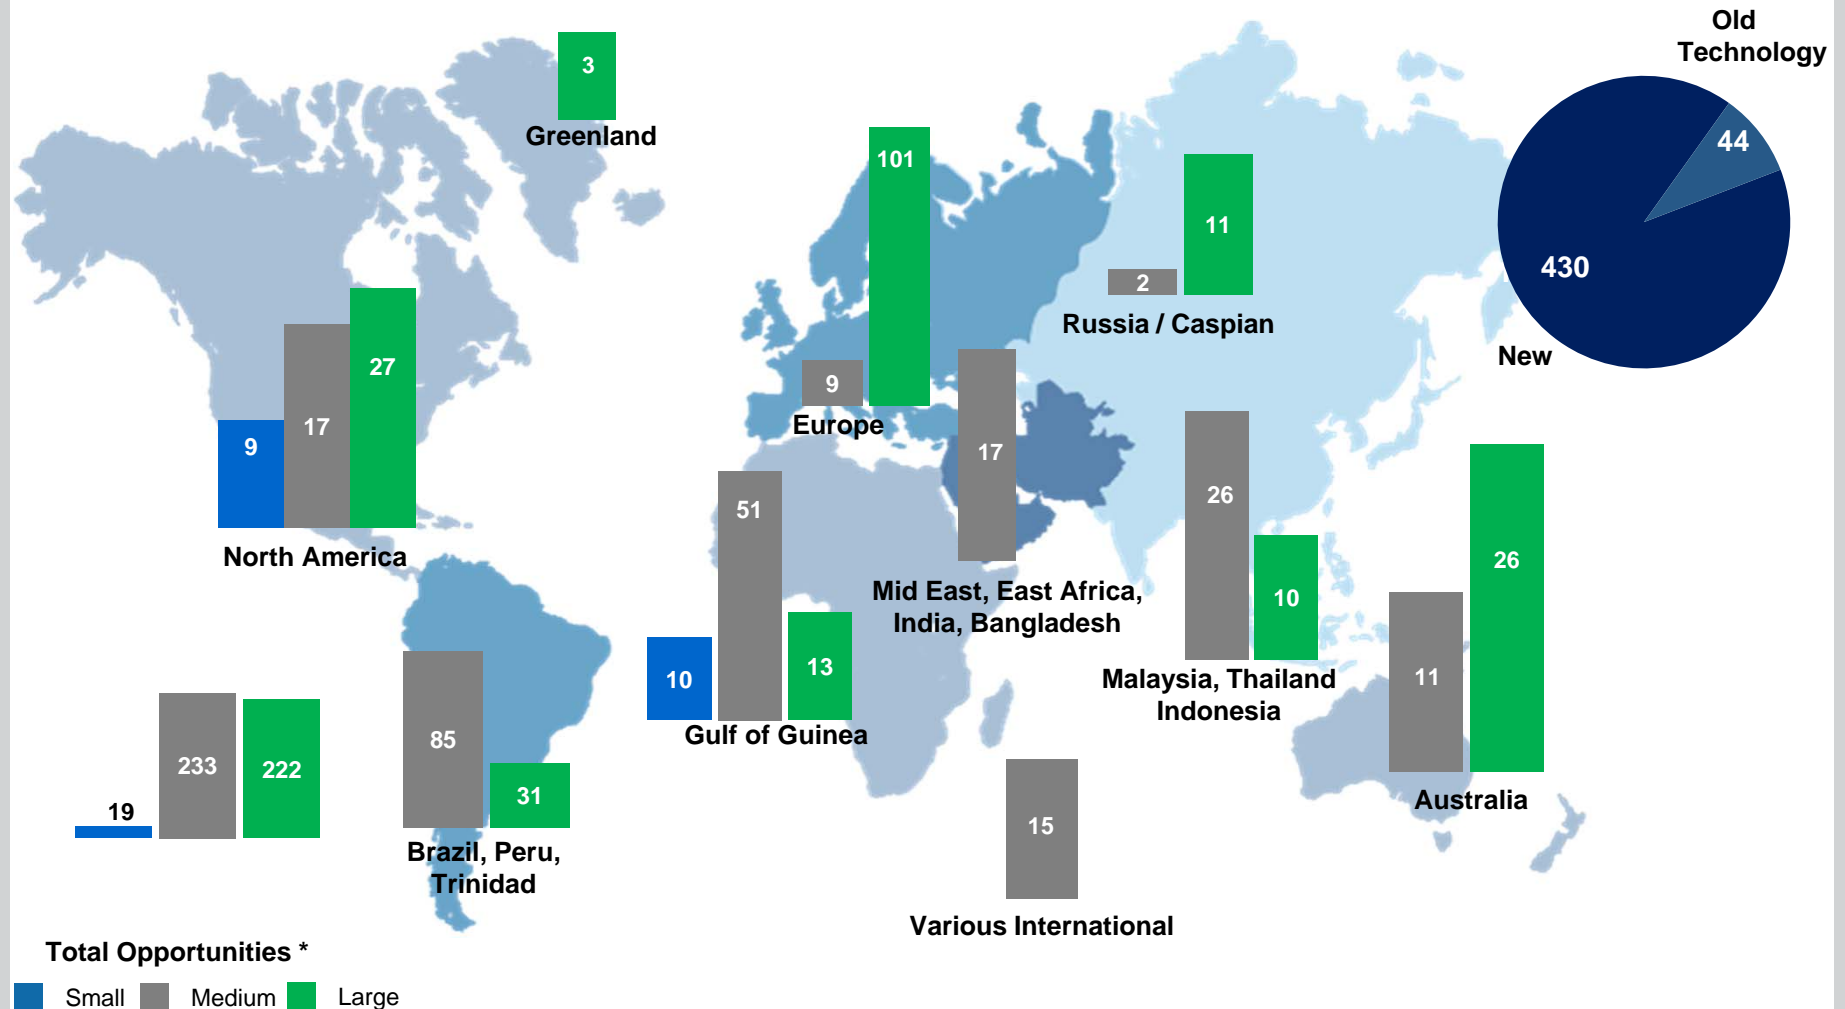 Old
Technology
44
430
New
3
Greenland
101
9
Europe
11
2
Russia / Caspian
27
17
9
North America
17
Mid East, East Africa,
India, Bangladesh
51
10
13
Gulf of Guinea
26
10
Malaysia, Thailand
Indonesia
26
11
Australia
85
31
Brazil, Peru,
Trinidad
15
Various International
19
233
222
Total Opportunities *
Small Medium Large